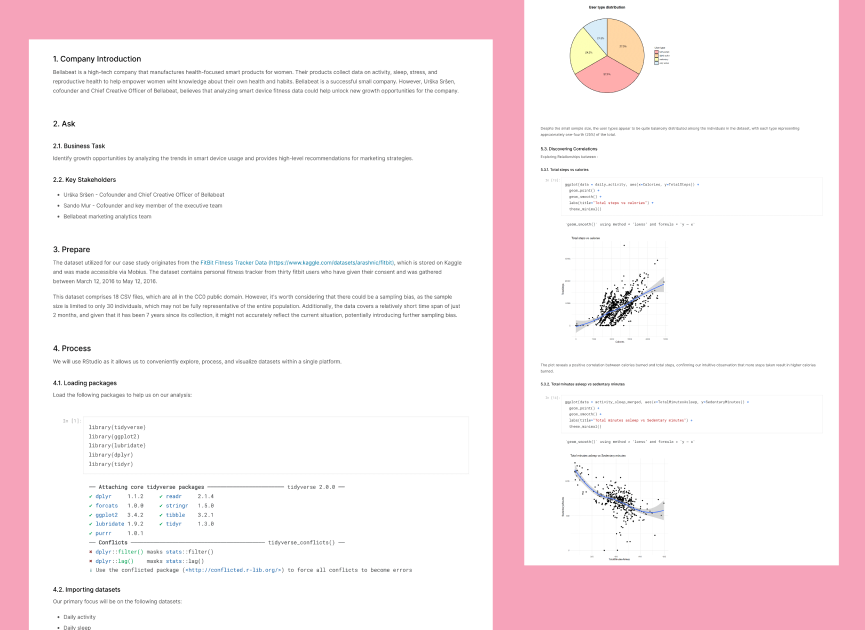 1. Company Introduction
Bellabeat is a high-tech company that manufactures health-focused smart products for women. Their products collect data on activity, sleep, stress, and
reproductive health to help empower women wiht knowledge about their own health and habits. Bellabeat is a successful small company. However, Urška Sršen,
cofounder and Chief Creative Officer of Bellabeat, believes that analyzing smart device fitness data could help unlock new growth opportunities for the company.
2. Ask
2.1. Business Task
Identify growth opportunities by analyzing the trends in smart device usage and provides high-level recommendations for marketing strategies.
2.2. Key Stakeholders
• Urška Sršen - Cofounder and Chief Creative Officer of Bellabeat
• Sando Mur - Cofounder and key member of the executive team
• Bellabeat marketing analytics team
3. Prepare
The dataset utilized for our case study originates from the FitBit Fitness Tracker Data (https://www.kaggle.com/datasets/arashnic/fitbit), which is stored on Kaggle
and was made accessible via Mobius. The dataset contains personal fitness tracker from thirty fitbit users who have given their consent and was gathered
between March 12, 2016 to May 12, 2016.
This dataset comprises 18 CSV files, which are all in the CC0 public domain. However, it's worth considering that there could be a sampling bias, as the sample
size is limited to only 30 individuals, which may not be fully representative of the entire population. Additionally, the data covers a relatively short time span of just
2 months, and given that it has been 7 years since its collection, it might not accurately reflect the current situation, potentially introducing further sampling bias.
4. Process
We will use RStudio as it allows us to conveniently explore, process, and visualize datasets within a single platform.
4.1. Loading packages
Load the following packages to help us on our analysis:
In [1]:
library(tidyverse)
library(ggplot2)
library(lubridate)
library(dplyr)
library(tidyr)
── Attaching core tidyverse packages ──────── tidyverse 2.0.0 ──
✔ dplyr 1.1.2 ✔ readr 2.1.4
✔ forcats 1.0.0 ✔ stringr 1.5.0
✔ ggplot2 3.4.2 ✔ tibble 3.2.1
✔ lubridate 1.9.2 ✔ tidyr 1.3.0
✔ purrr 1.0.1
── Conflicts ──────── tidyverse_conflicts() ──
✖ dplyr::filter() masks stats::filter()
✖ dplyr::lag() masks stats::lag()
ℹ Use the conflicted package (<http://conflicted.r-lib.org/>) to force all conflicts to become errors
4.2. Importing datasets
Our primary focus will be on the following datasets:
• Daily activity
• Daily sleep
User type distribution
Despite the small sample size, the user types appear to be quite balancely distributed among the individuals in the dataset, with each type representing
approximately one-fourth (25%) of the total.
5.3. Discovering Correlations
Exploring Relationships between :
5.3.1. Total steps vs calories
ggplot(data = daily_activity, aes(x=Calories, y=TotalSteps)) +
geom_point() +
geom_smooth() +
labs(title="Total steps vs calories") +
theme_minimal()
`geom_smooth()` using method = 'loess' and formula = 'y ~ x'
Total steps vs calories
The plot reveals a positive correlation between calories burned and total steps, confirming our intuitive observation that more steps taken result in higher calories
burned.
5.3.2. Total minutes asleep vs sedentary minutes
ggplot(data = activity_sleep_merged, aes(x=TotalMinutesAsleep, y=SedentaryMinutes)) +
geom_point() +
geom_smooth() +
labs(title="Total minutes asleep vs Sedentary minutes") +
theme_minimal()
`geom_smooth()` using method = 'loess' and formula = 'y ~ x'
Total minutes asleep vs Sedentary minutes